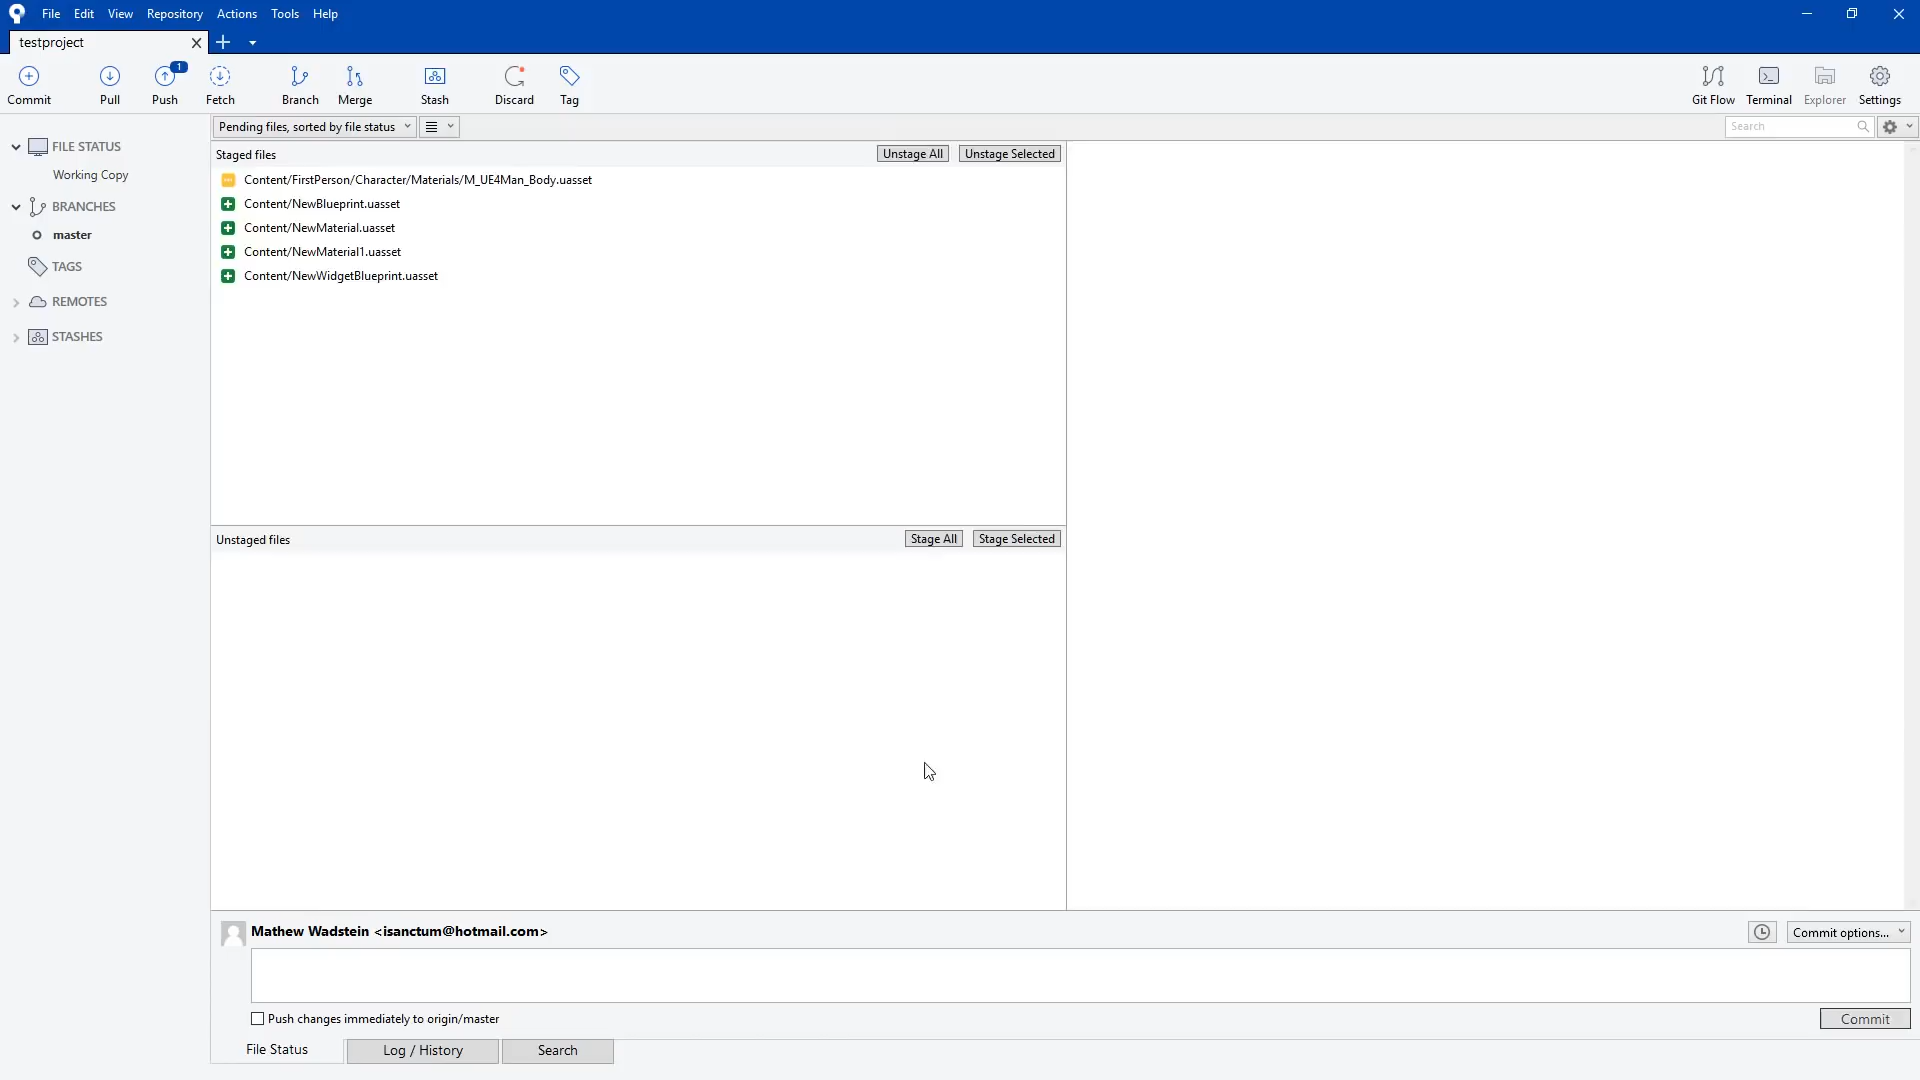 File Edit View Repository Actions Tools Help
testproject
Commit Pull Push 1 Fetch Branch Merge Stash Discard Tag Git Flow Terminal Explorer Settings
Pending files, sorted by file status Search
FILE STATUS
Working Copy
BRANCHES
master
TAGS
REMOTES
STASHES
Staged files Unstage All Unstage Selected
Content/FirstPerson/Character/Materials/M_UE4Man_Body.uasset
Content/NewBlueprint.uasset
Content/NewMaterial.uasset
Content/NewMaterial1.uasset
Content/NewWidgetBlueprint.uasset
Unstaged files Stage All Stage Selected
Mathew Wadstein <isanctum@hotmail.com> Commit options...
Push changes immediately to origin/master Commit
File Status Log / History Search